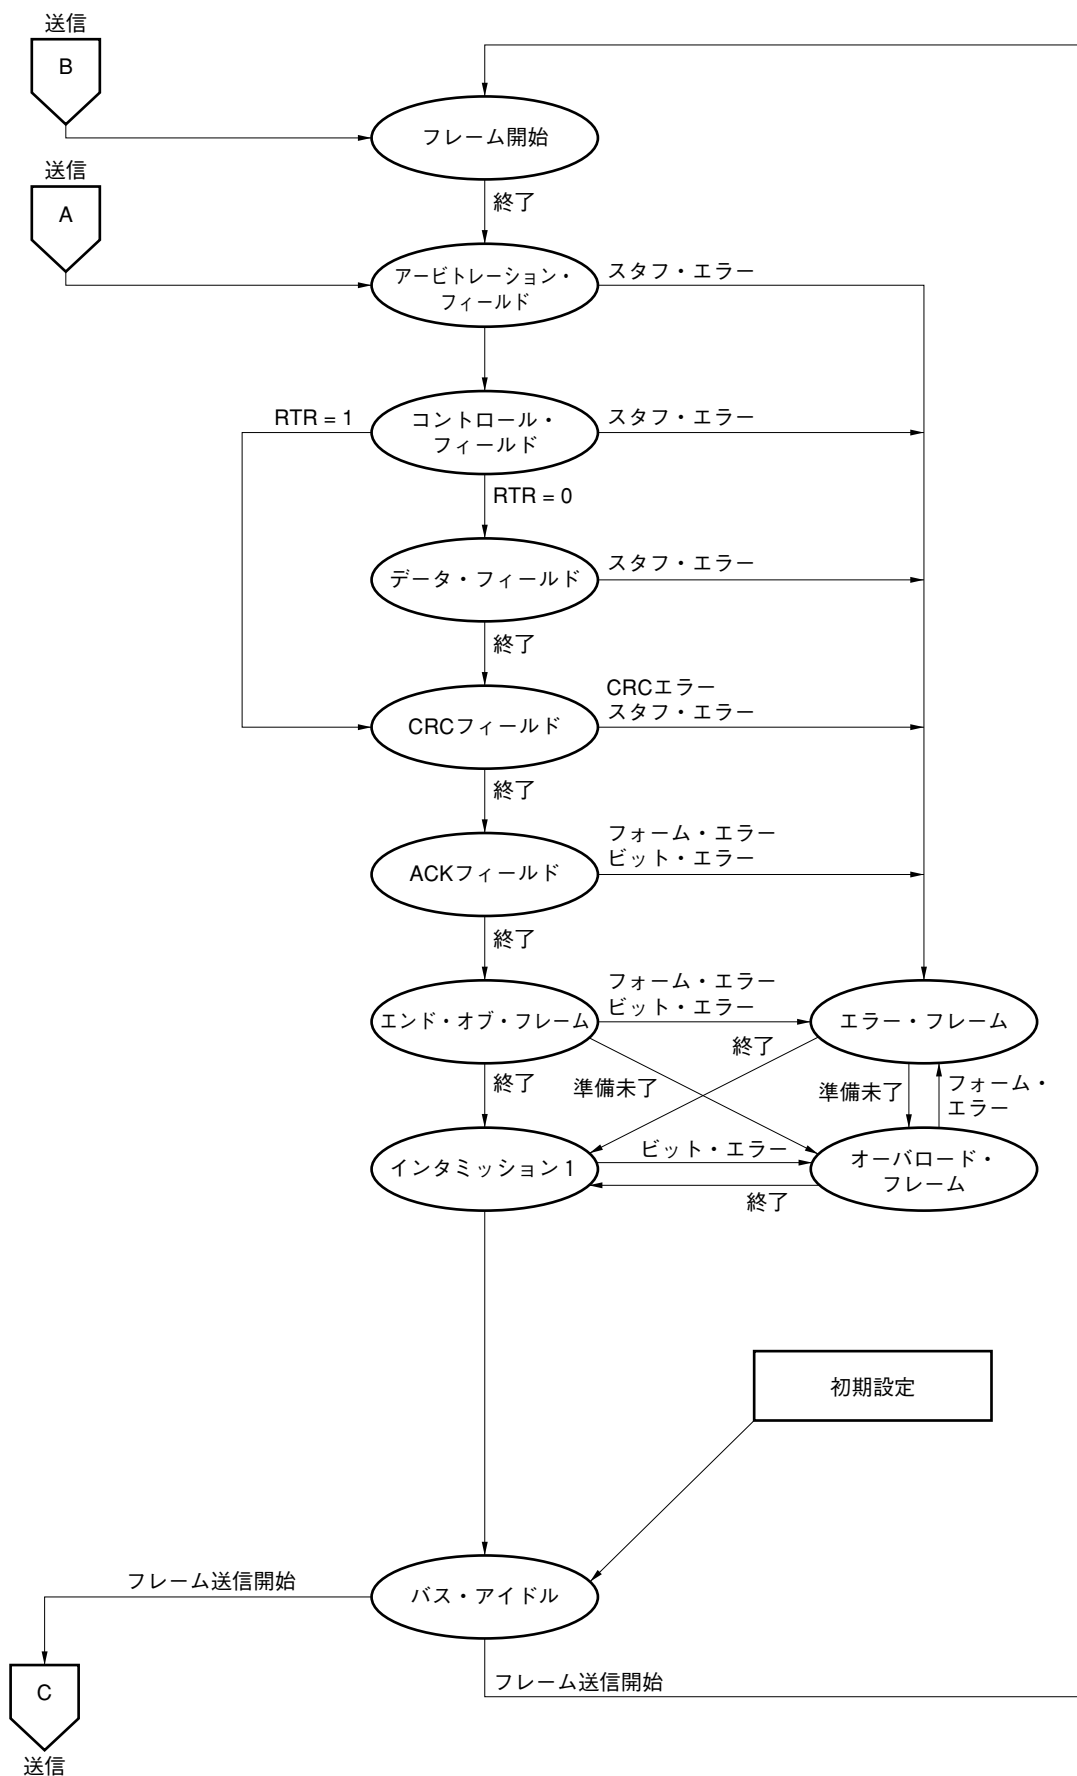 送信
B
フレーム開始
終了
送信
A
アービトレーション・
フィールド
スタフ・エラー
RTR = 1
コントロール・
フィールド
スタフ・エラー
RTR = 0
データ・フィールド
スタフ・エラー
終了
CRCフィールド
CRCエラー
スタフ・エラー
終了
ACKフィールド
フォーム・エラー
ビット・エラー
終了
エンド・オブ・フレーム
フォーム・エラー
ビット・エラー
エラー・フレーム
終了
終了
準備未了
準備未了
フォーム・
エラー
インタミッション1
ビット・エラー
オーバロード・
フレーム
終了
初期設定
フレーム送信開始
バス・アイドル
フレーム送信開始
C
送信